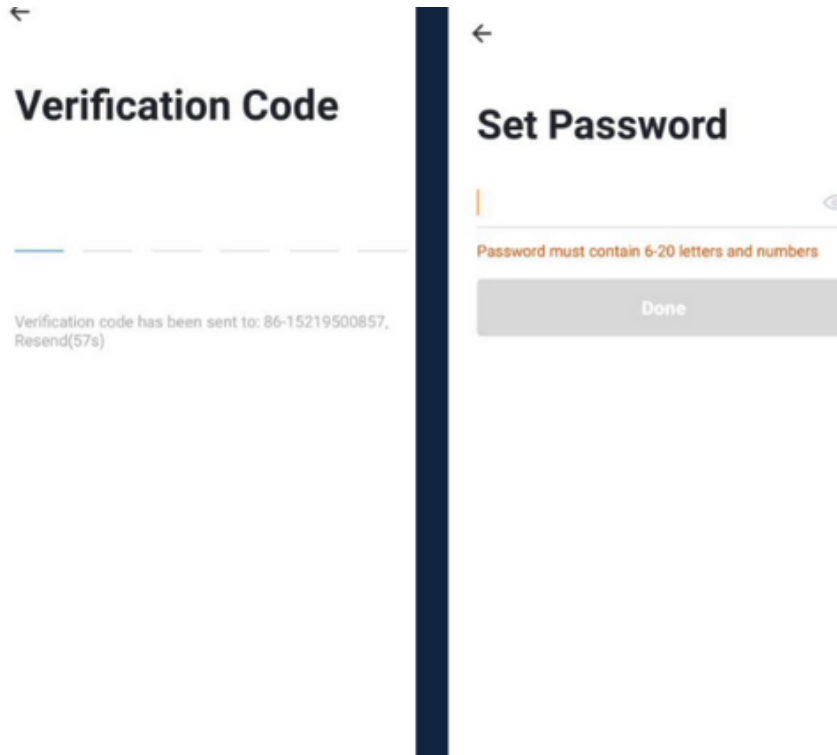 Verification Code
Verification code has been sent to: 86-15219500857,
Resend(57s)
Set Password
Password must contain 6-20 letters and numbers
Done